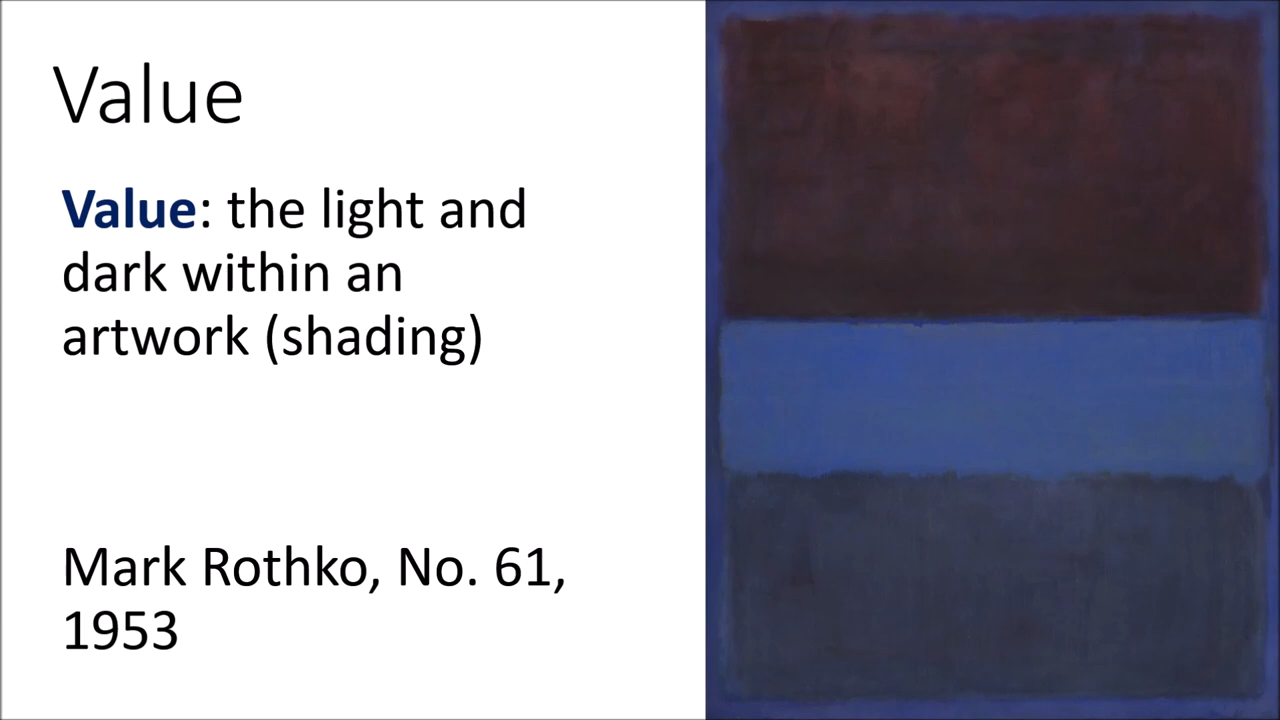 Value
Value: the light and
dark within an
artwork (shading)
Mark Rothko, No. 61,
1953